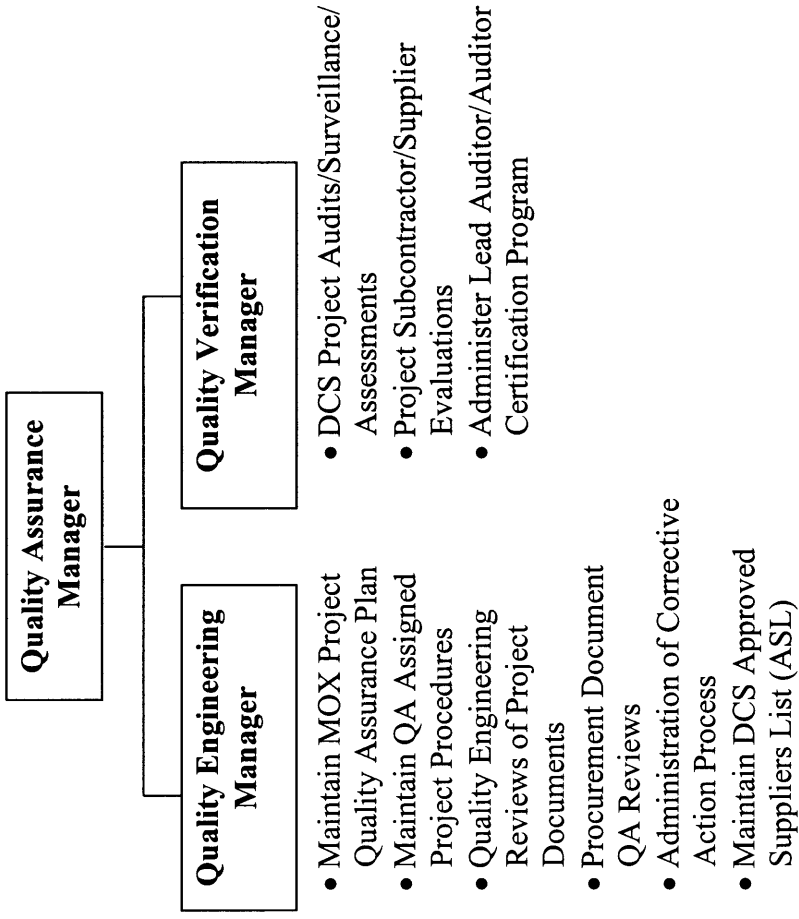 Quality Assurance
Manager
Quality Engineering
Manager
• Maintain MOX Project
Quality Assurance Plan
• Maintain QA Assigned
Project Procedures
• Quality Engineering
Reviews of Project
Documents
• Procurement Document
QA Reviews
• Administration of Corrective
Action Process
• Maintain DCS Approved
Suppliers List (ASL)
Quality Verification
Manager
• DCS Project Audits/Surveillance/
Assessments
• Project Subcontractor/Supplier
Evaluations
• Administer Lead Auditor/Auditor
Certification Program